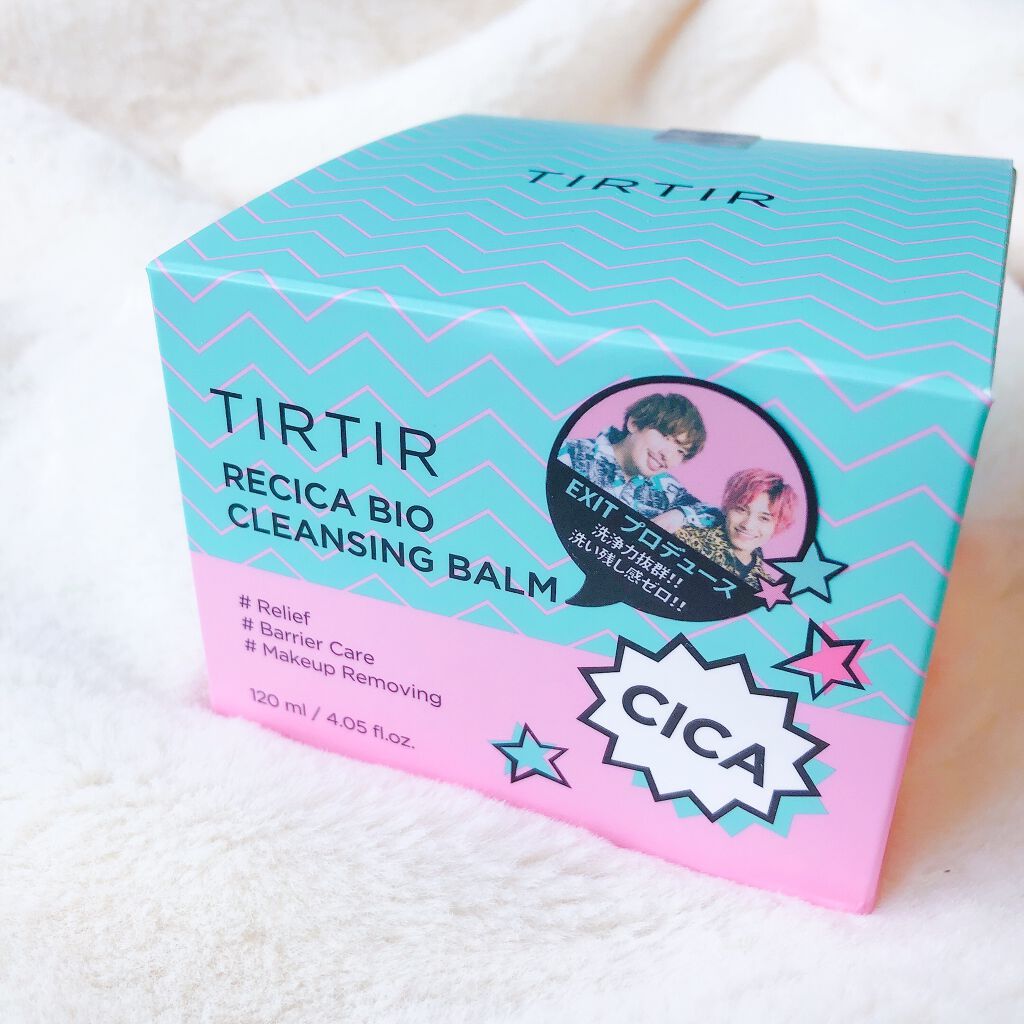 TIRTIR
TIRTIR
RECICA BIO
CLEANSING BALM
EXIT プロデュース
洗浄力抜群!!
洗い残し感ゼロ!!
# Relief
# Barrier Care
# Makeup Removing
120 ml / 4.05 fl.oz.
CICA